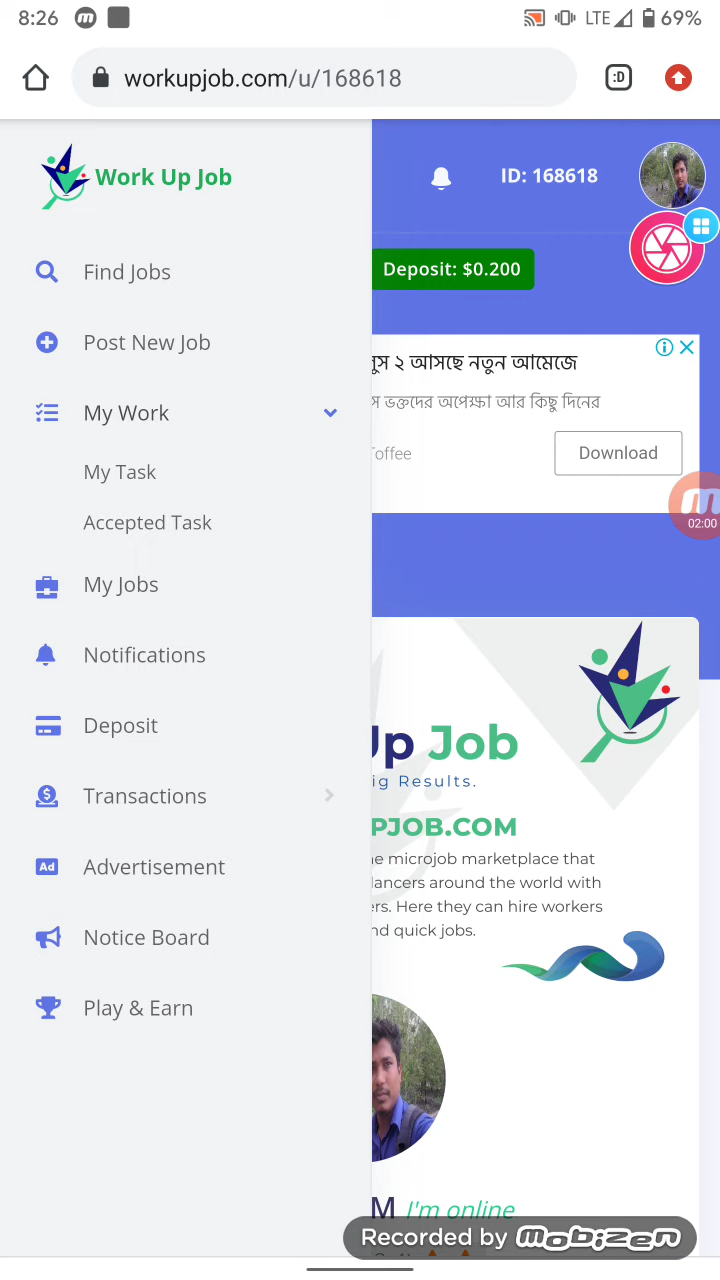 8:26
LTE
69%
workupjob.com/u/168618
:D
Work Up Job
ID: 168618
Find Jobs
Deposit: $0.200
Post New Job
২ আসছে নতুন আমেজে
ভক্তদের অপেক্ষা আর কিছু দিনের
My Work
Toffee
Download
My Task
02:00
Accepted Task
My Jobs
Notifications
Up Job
Deposit
ig Results.
Transactions
PJOB.COM
microjob marketplace that
Ad
Advertisement
lancers around the world with
ers. Here they can hire workers
nd quick jobs.
Notice Board
Play & Earn
M I'm online
Recorded by mobizen